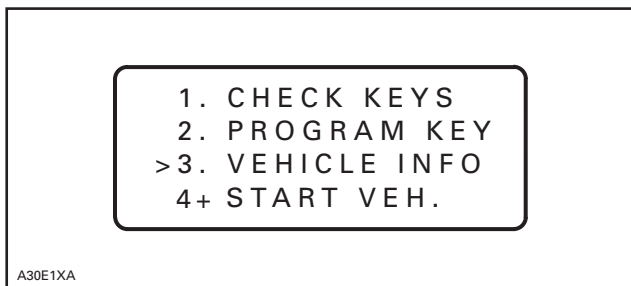 1. CHECK KEYS
2. PROGRAM KEY
>3. VEHICLE INFO
4+ START VEH.
A30E1XA